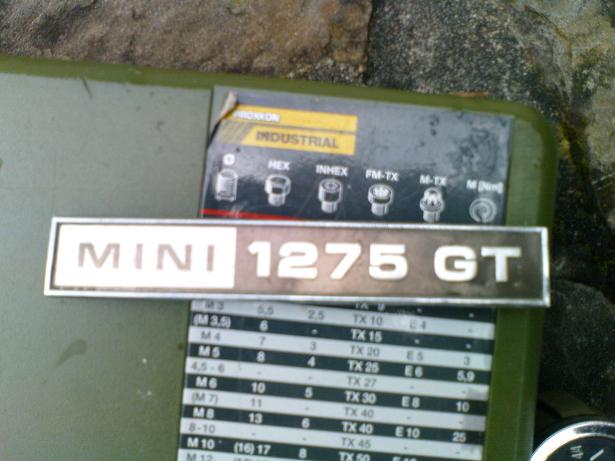 PROXXON
INDUSTRIAL
Ø HEX INHEX FM-TX M-TX M [Nm]
MINI 1275 GT
M 3 5,5 2,5 TX 10 E 4 -
(M 3,5) 6 - TX 15 - -
M 4 7 3 TX 20 E 5 3
M 5 8 4 TX 25 E 6 5,9
4,5 - 6 - - TX 27 - -
M 6 10 5 TX 30 E 8 10
(M 7) 11 - TX 40 - -
M 8 13 6 TX 40 E 10 25
8-10 - - TX 45 - -
M 10 (16) 17 8 TX 50
M 12